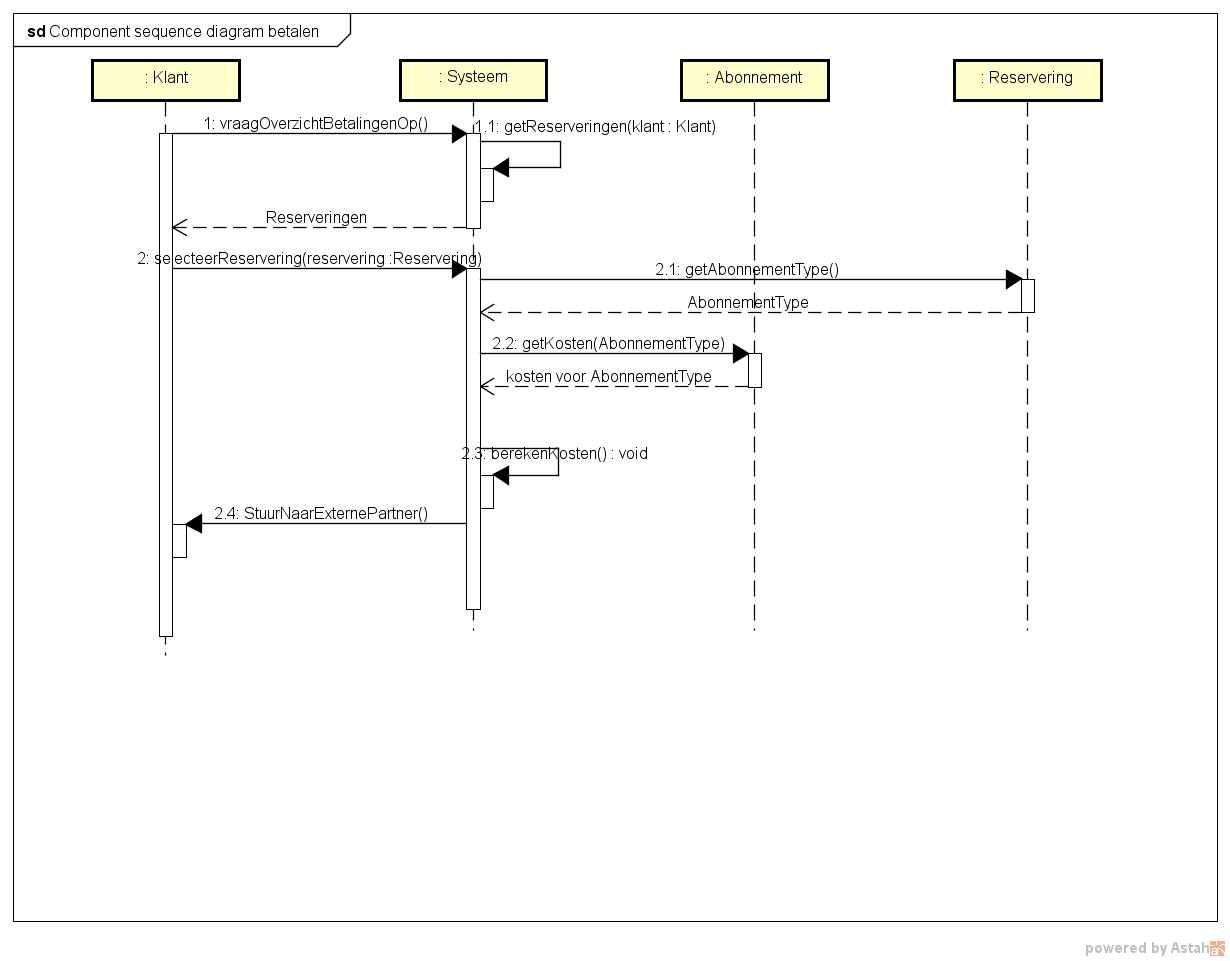 sd Component sequence diagram betalen
: Klant
: Systeem
: Abonnement
: Reservering
1: vraagOverzichtBetalingenOp()
1.1: getReserveringen(klant : Klant)
Reserveringen
2: selecteerReservering(reservering :Reservering)
2.1: getAbonnementType()
AbonnementType
2.2: getKosten(AbonnementType)
kosten voor AbonnementType
2.3: berekenKosten() : void
2.4: StuurNaarExternePartner()
powered by Astah